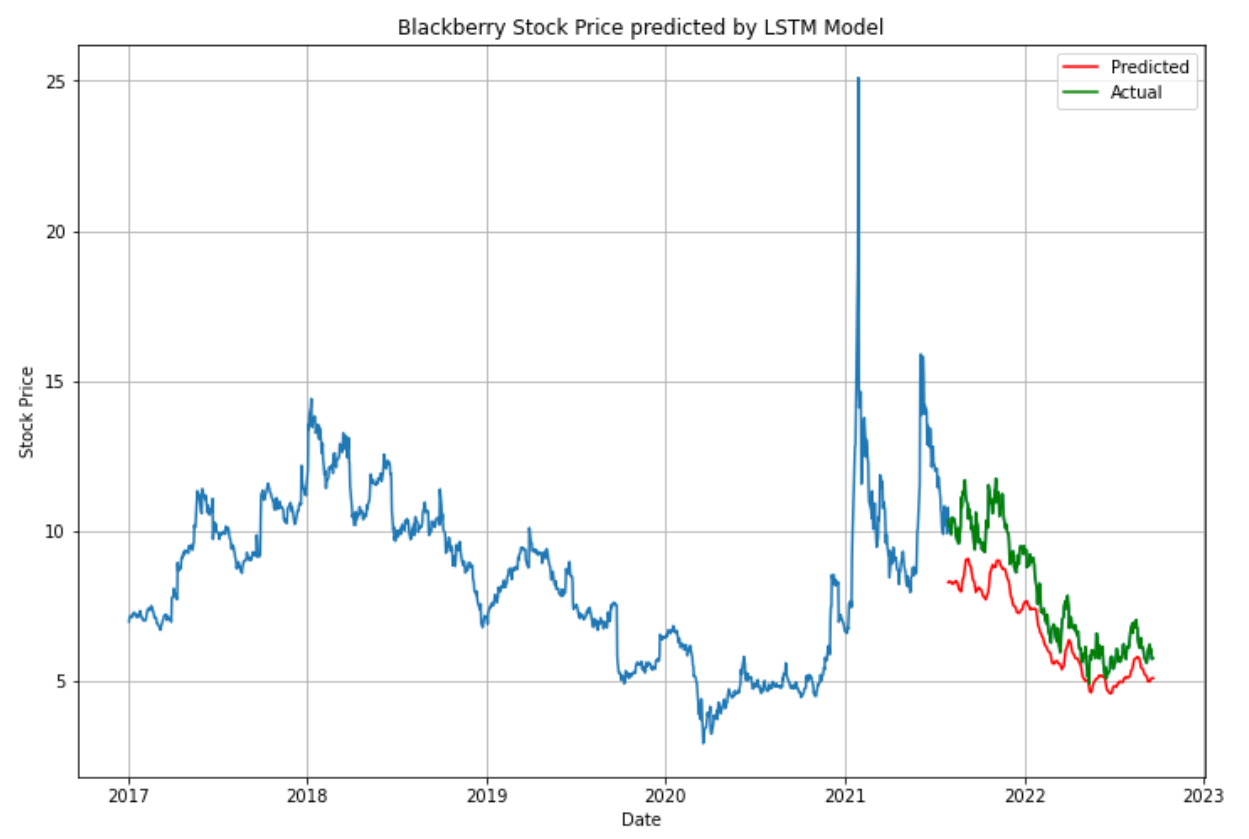 Blackberry Stock Price predicted by LSTM Model
Predicted
Actual
25
20
15
10
5
Stock Price
2017 2018 2019 2020 2021 2022 2023
Date